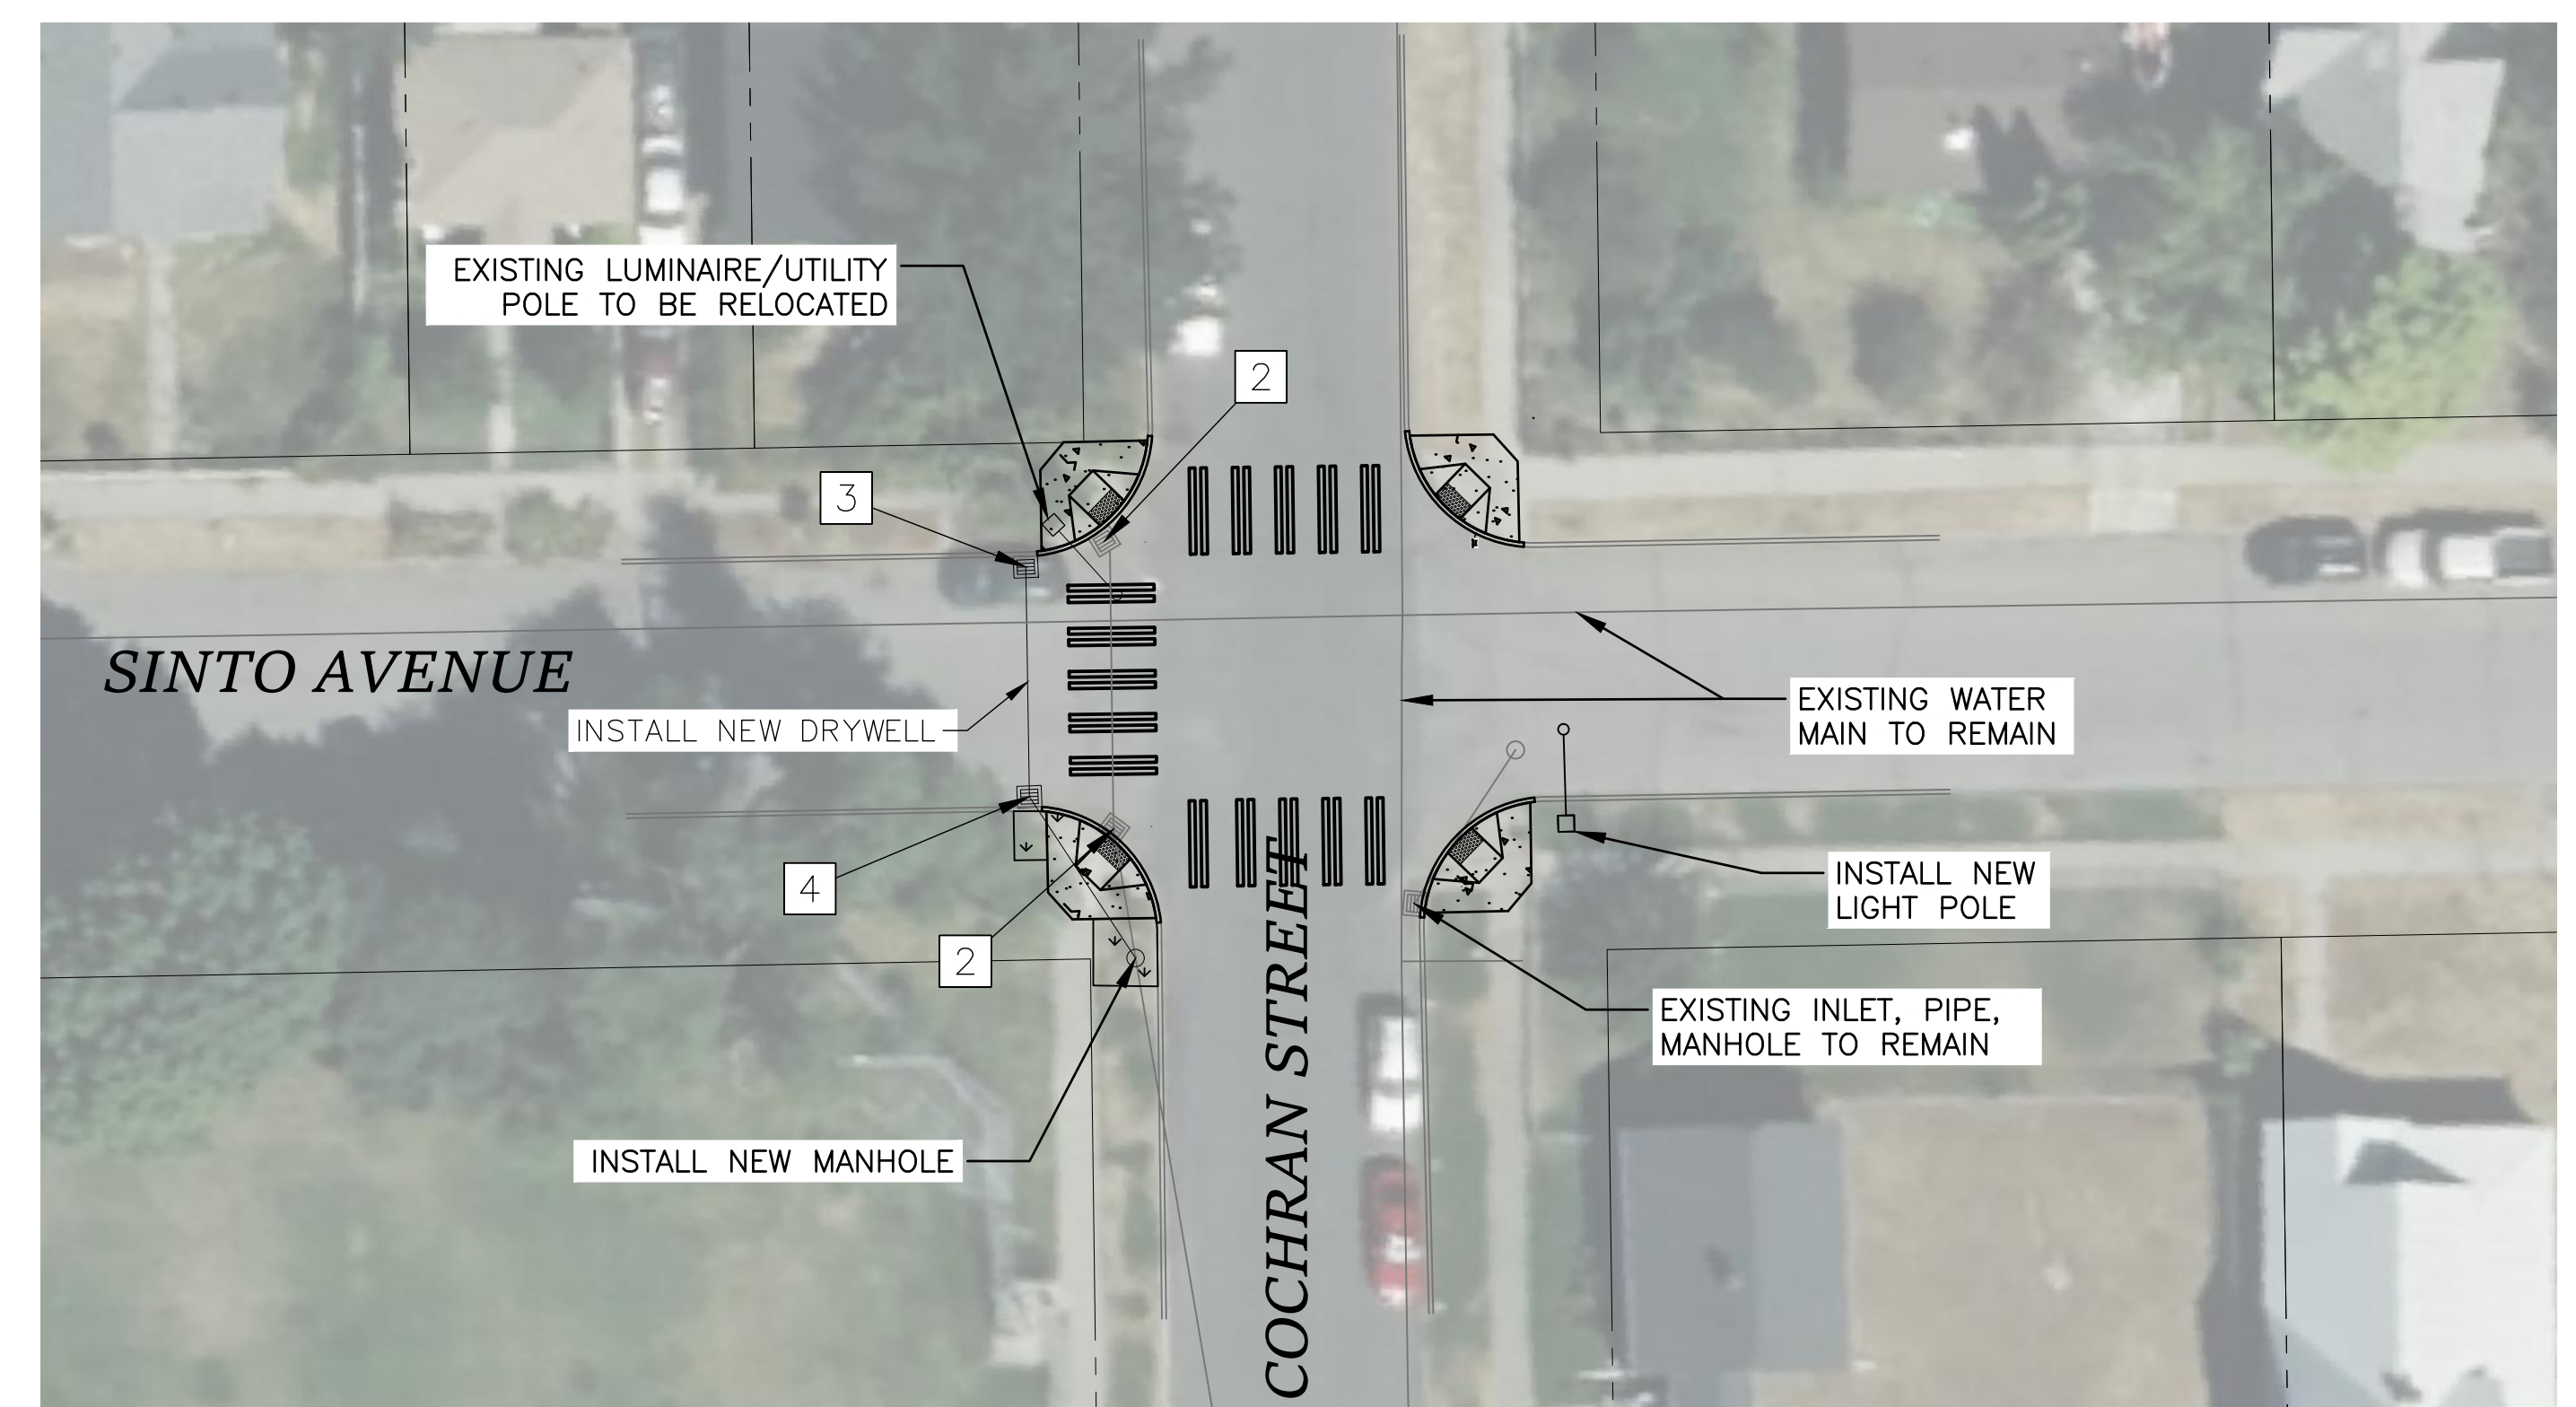 EXISTING LUMINAIRE/UTILITY
POLE TO BE RELOCATED
2
3
SINTO AVENUE
INSTALL NEW DRYWELL
EXISTING WATER
MAIN TO REMAIN
4
2
INSTALL NEW
LIGHT POLE
COCHRAN STREET
EXISTING INLET, PIPE,
MANHOLE TO REMAIN
INSTALL NEW MANHOLE